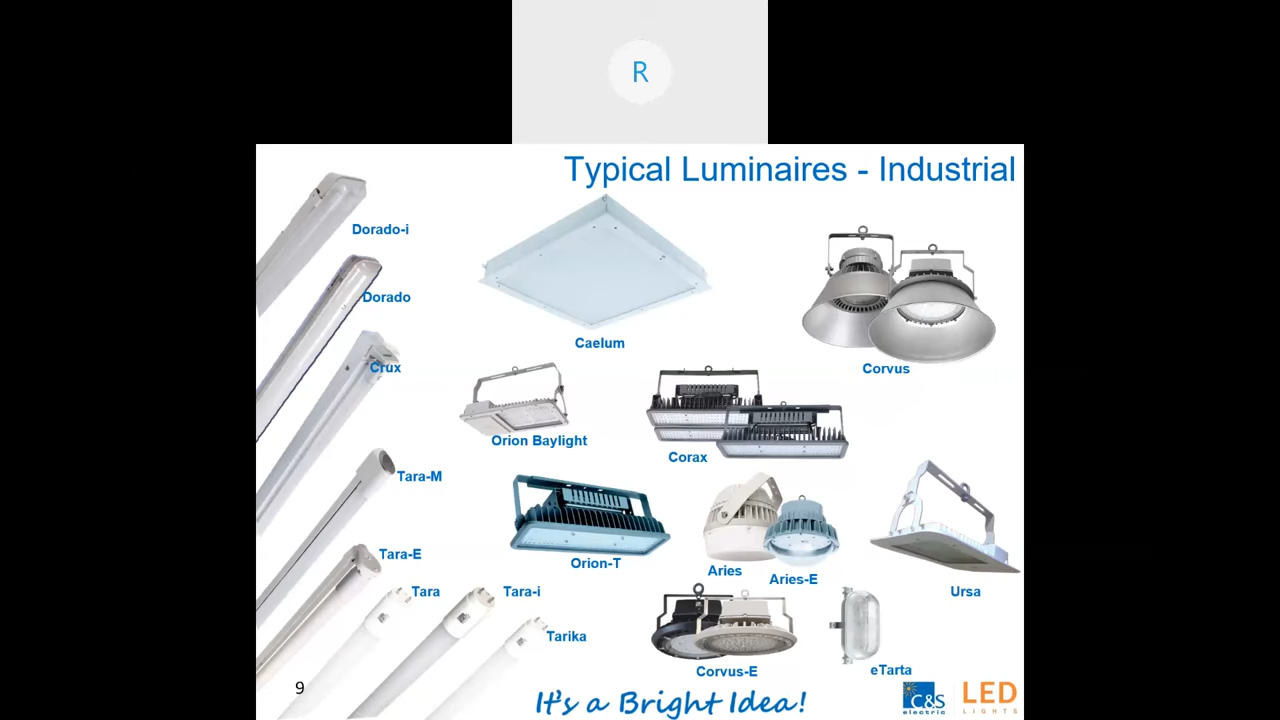 R
Typical Luminaires - Industrial
Dorado-i
Dorado
Caelum
Crux
Corvus
Orion Baylight
Corax
Tara-M
Tara-E
Orion-T
Aries
Aries-E
Ursa
Tara
Tara-i
Tarika
Corvus-E
eTarta
9
It's a Bright Idea!
C&S
electric
LED
LIGHTS